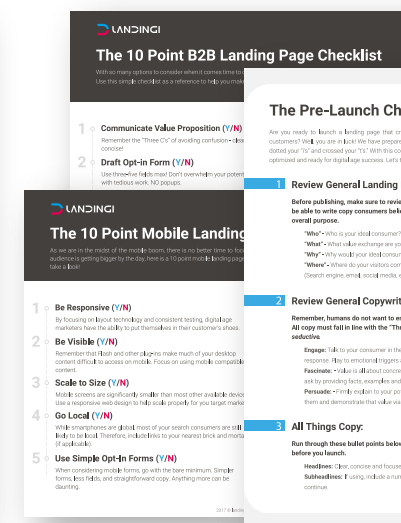 LANDINGI
The 10 Point B2B Landing Page Checklist
With so many options to consider when it comes time to
Use this simple checklist as a reference to help you make
1 Communicate Value Proposition (Y/N)
Remember the "Three C's" of avoiding confusion - clear
concise!
2 Draft Opt-in Form (Y/N)
Use three-five fields max! Don't overwhelm your potent
with tedious work. NO popups.
LANDINGI
The 10 Point Mobile Landing
As we are in the midst of the mobile boom, there is no better time to foc
audience is getting bigger by the day, here is a 10 point mobile landing page
take a look!
1 Be Responsive (Y/N)
By focusing on layout technology and consistent testing, digital age
marketers have the ability to put themselves in their customer's shoes.
2 Be Visible (Y/N)
Remember that Flash and other plug-ins make much of your desktop
content difficult to access on mobile. Focus on using mobile compatible
content.
3 Scale to Size (Y/N)
Mobile screens are significantly smaller than most other available devic
Use a responsive web design to help scale properly for your target marke
4 Go Local (Y/N)
While smartphones are global, most of your search consumers are still
likely to be local. Therefore, include links to your nearest brick and morta
(if applicable).
5 Use Simple Opt-In Forms (Y/N)
When considering mobile forms, go with the bare minimum. Simpler
forms, less fields, and straightforward copy. Anything more can be
daunting.
2017 ©
The Pre-Launch Ch
Are you ready to launch a landing page that cr
customers? Well, you are in luck! We have prepare
dotted your "i's" and crossed your "t's." With this co
optimized and ready for digital age success. Let's
1 Review General Landing
Before publishing, make sure to revie
be able to write copy consumers belie
overall purpose.
"Who" - Who is your ideal consumer?
"What" - What value exchange are yo
"Why" - Why would your ideal consum
"Where" - Where do your visitors com
(Search engine, email, social media, e
2 Review General Copywrit
Remember, humans do not want to en
All copy must fall in line with the "The
seductive
Engage: Talk to your consumer in the
response. Play to emotional triggers a
Fascinate: - Value is all about concre
ask by providing facts, examples and
Persuade: - Firmly explain to your po
them and demonstrate that value via
3 All Things Copy:
Run through these bullet points below
before you launch.
Headlines: Clear, concise and focuse
Subheadlines: If using, include a num
continue.